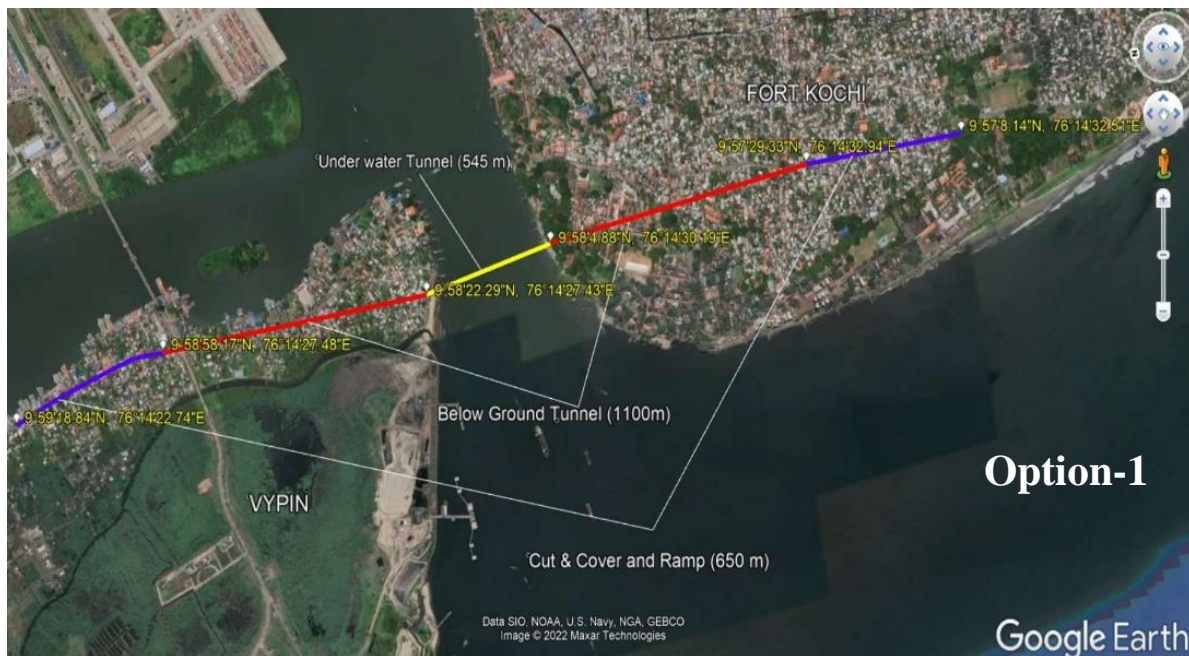 FORT KOCHI
9°57'8.14"N, 76°14'32.51"E
9°57'29.33"N, 76°14'32.94"E
Under water Tunnel (545 m)
9°58'4.88"N, 76°14'30.19"E
9°58'22.29"N, 76°14'27.43"E
9°58'58.17"N, 76°14'27.48"E
9°59'18.84"N, 76°14'22.74"E
Below Ground Tunnel (1100m)
Option-1
VYPIN
Cut & Cover and Ramp (650 m)
Data SIO, NOAA, U.S. Navy, NGA, GEBCO
Image © 2022 Maxar Technologies
Google Earth